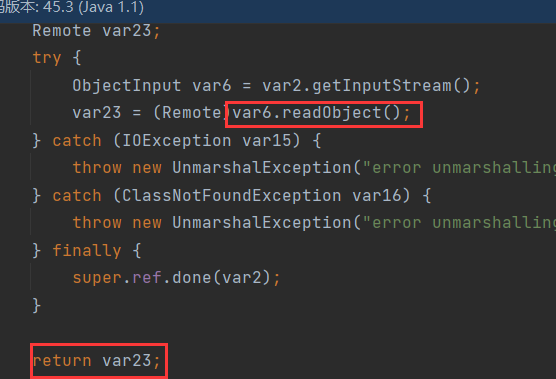 版本: 45.3 (Java 1.1)
Remote var23;
try {
ObjectInput var6 = var2.getInputStream();
var23 = (Remote)var6.readObject();
} catch (IOException var15) {
throw new UnmarshalException("error unmarshalling
} catch (ClassNotFoundException var16) {
throw new UnmarshalException("error unmarshalling
} finally {
super.ref.done(var2);
}
return var23;